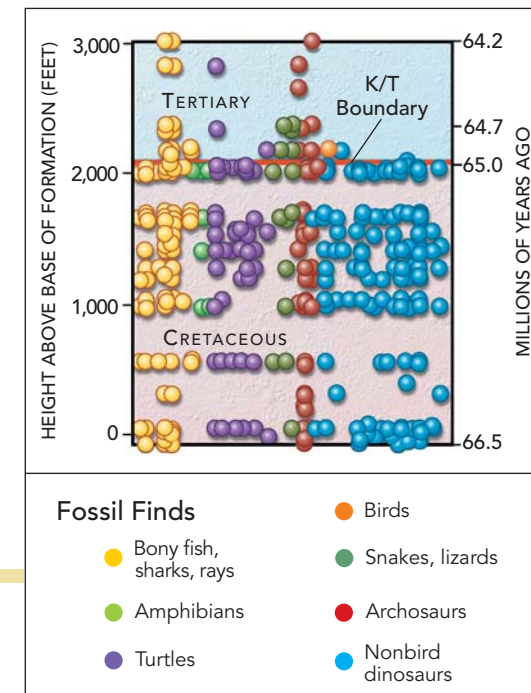 HEIGHT ABOVE BASE OF FORMATION (FEET)
3,000
2,000
1,000
0
TERTIARY
K/T
Boundary
CRETACEOUS
64.2
64.7
65.0
66.5
MILLIONS OF YEARS AGO
Fossil Finds
Bony fish,
sharks, rays
Amphibians
Turtles
Birds
Snakes, lizards
Archosaurs
Nonbird
dinosaurs